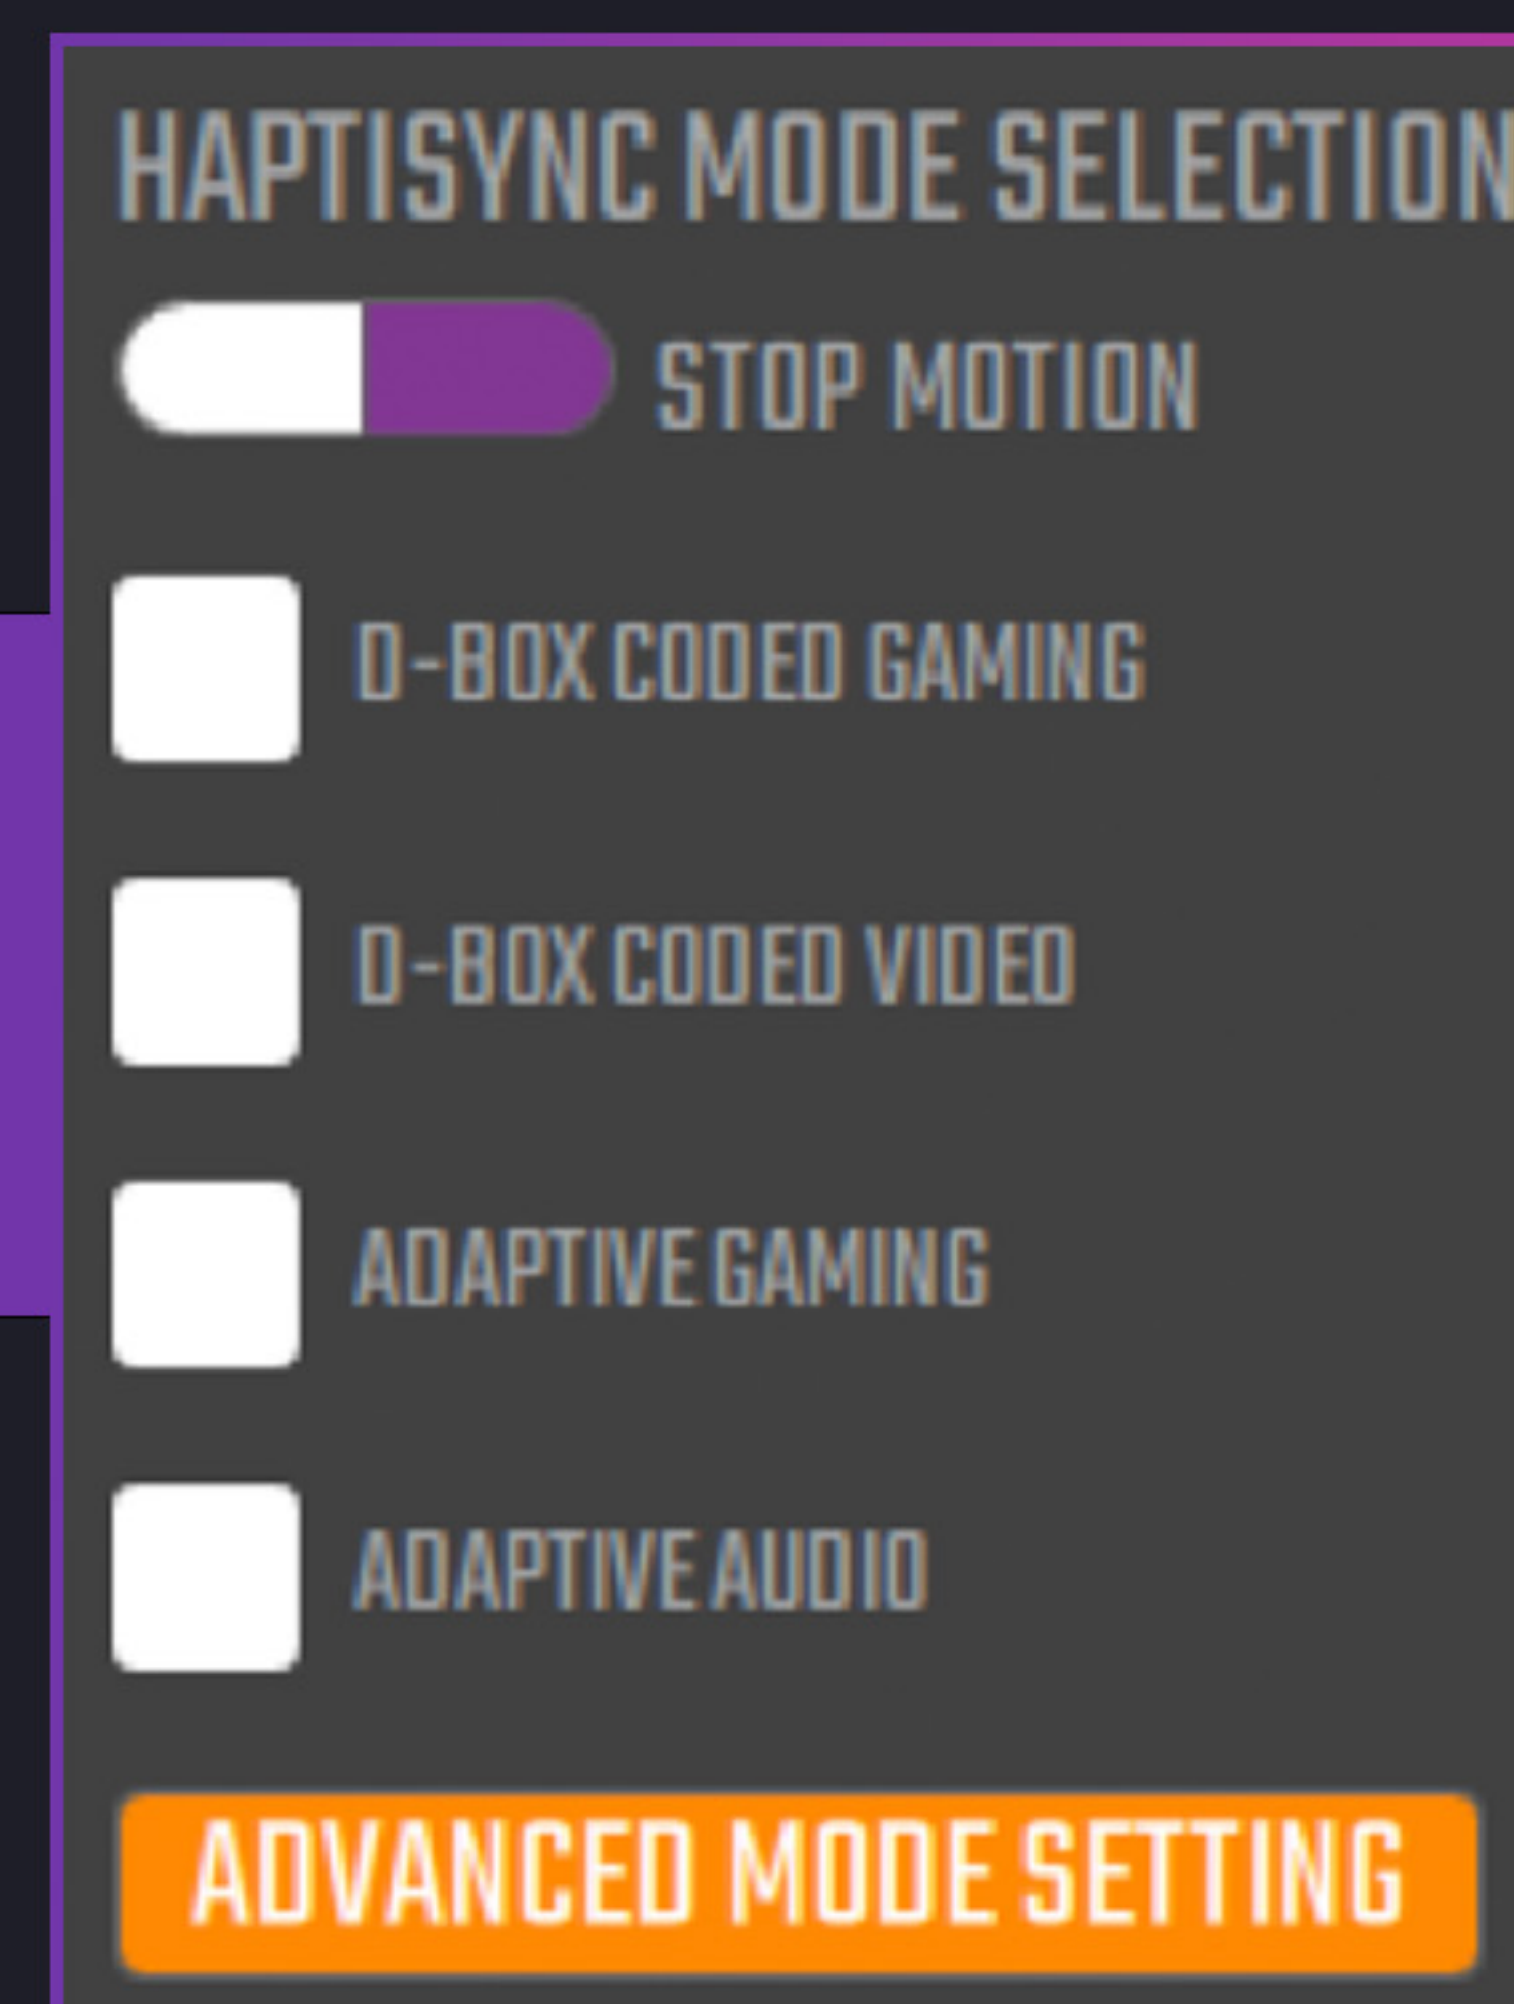 HAPTISYNC MODE SELECTION
STOP MOTION
D-BOX CODED GAMING
D-BOX CODED VIDEO
ADAPTIVE GAMING
ADAPTIVE AUDIO
ADVANCED MODE SETTING